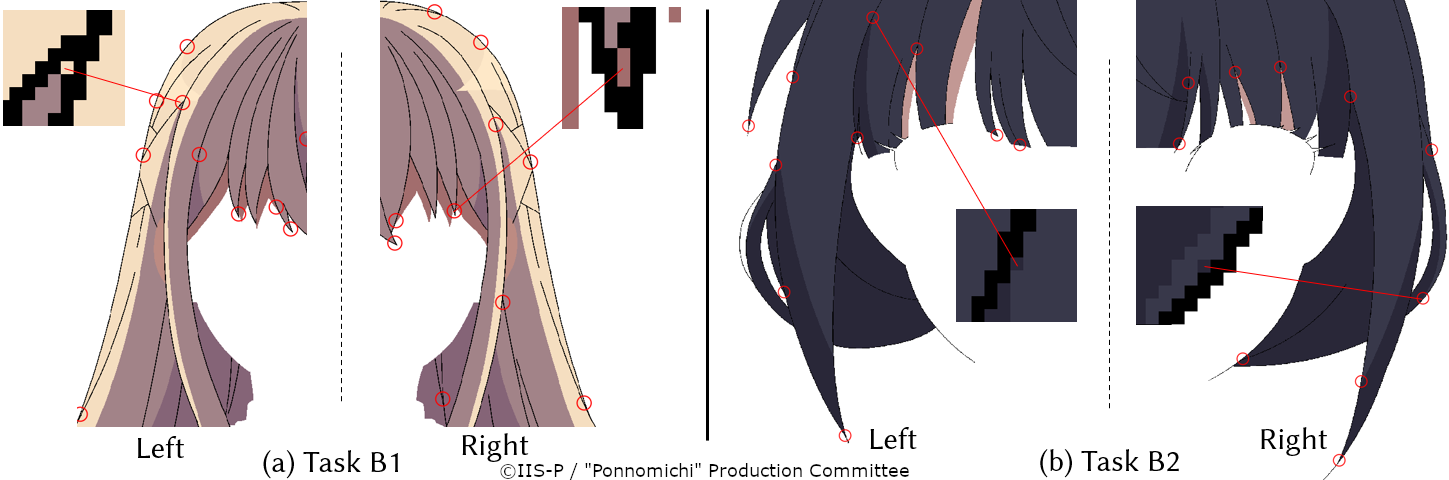 Left
Right
(a) Task B1
Left
Right
(b) Task B2
©IIS-P / "Ponnomichi" Production Committee